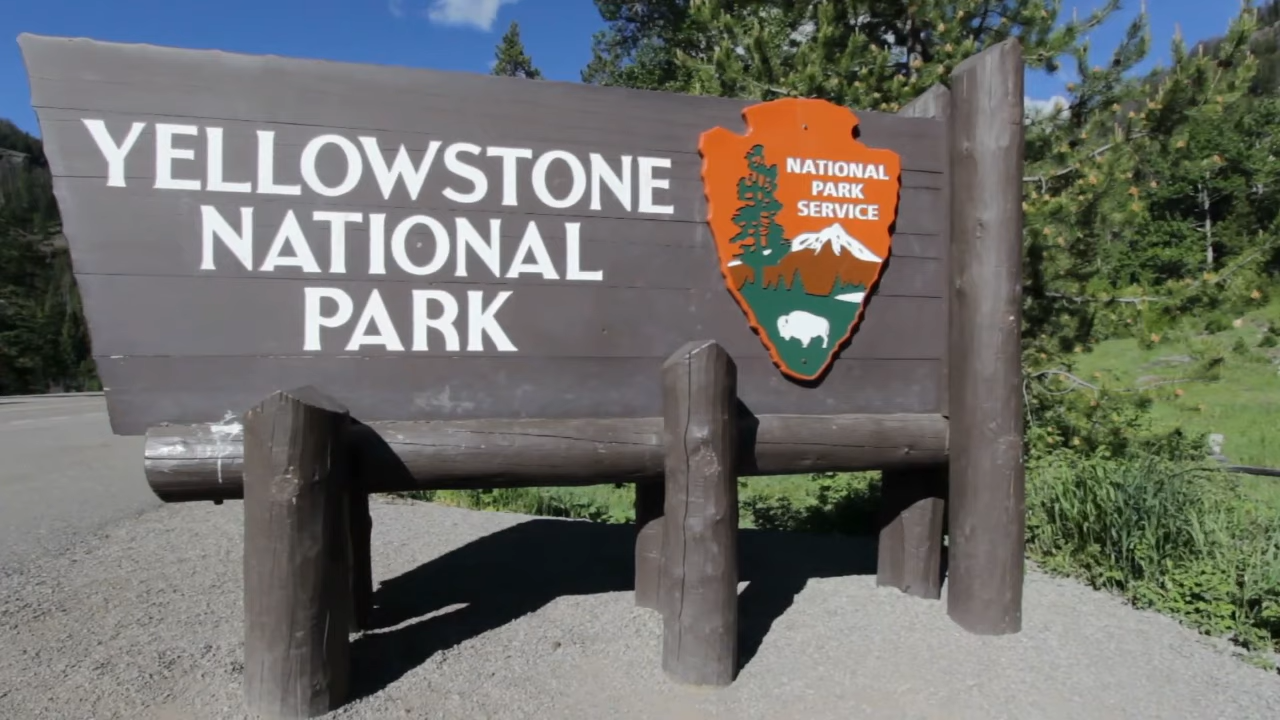 YELLOWSTONE
NATIONAL
PARK
NATIONAL
PARK
SERVICE